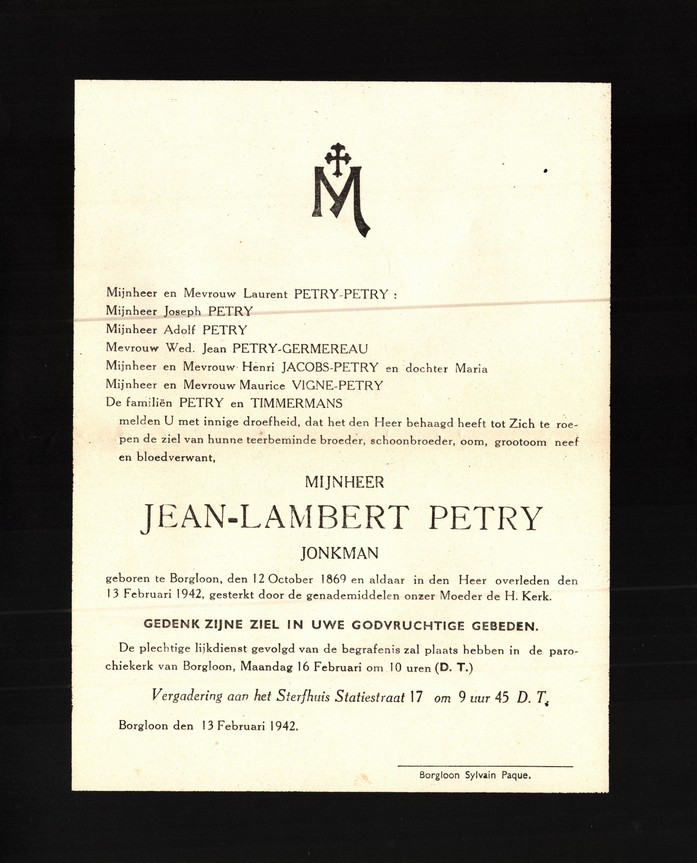 M
Mijnheer en Mevrouw Laurent PETRY-PETRY :
Mijnheer Joseph PETRY
Mijnheer Adolf PETRY
Mevrouw Wed. Jean PETRY-GERMEREAU
Mijnheer en Mevrouw Henri JACOBS-PETRY en dochter Maria
Mijnheer en Mevrouw Maurice VIGNE-PETRY
De familiën PETRY en TIMMERMANS
melden U met innige droefheid, dat het den Heer behaagd heeft tot Zich te roe-
pen de ziel van hunne teerbeminde broeder, schoonbroeder, oom, grootoom neef
en bloedverwant,
MIJNHEER
JEAN-LAMBERT PETRY
JONKMAN
geboren te Borgloon, den 12 October 1869 en aldaar in den Heer overleden den
13 Februari 1942, gesterkt door de genademiddelen onzer Moeder de H. Kerk.
GEDENK ZIJNE ZIEL IN UWE GODVRUCHTIGE GEBEDEN.
De plechtige lijkdienst gevolgd van de begrafenis zal plaats hebben in de paro-
chiekerk van Borgloon, Maandag 16 Februari om 10 uren (D. T.)
Vergadering aan het Sterfhuis Statiestraat 17 om 9 uur 45 D. T.
Borgloon den 13 Februari 1942.
Borgloon Sylvain Paque.